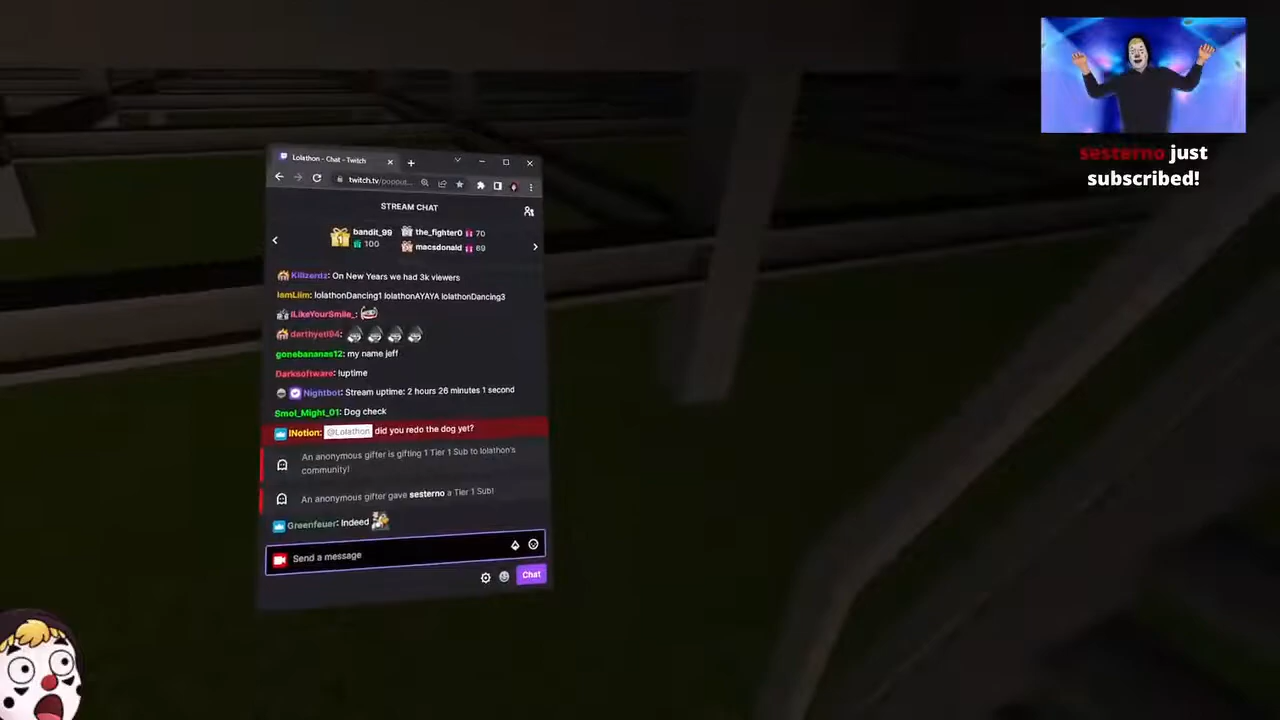 sesterno just
subscribed!
Lolathon - Chat - Twitch
twitch.tv/popout...
STREAM CHAT
bandit_99
100
the_fighter0 70
macsdonald 69
Killzerdz: On New Years we had 3k viewers
IamLiim: lolathonDancing1 lolathonAYAYA lolathonDancing3
iLikeYourSmile_:
darthyeti94:
gonebananas12: my name jeff
Darksoftware: !uptime
Nightbot: Stream uptime: 2 hours 26 minutes 1 second
Smol_Might_01: Dog check
INotion: @Lolathon did you redo the dog yet?
An anonymous gifter is gifting 1 Tier 1 Sub to lolathon's
community!
An anonymous gifter gave sesterno a Tier 1 Sub!
Greenfeuer: Indeed
Send a message
Chat